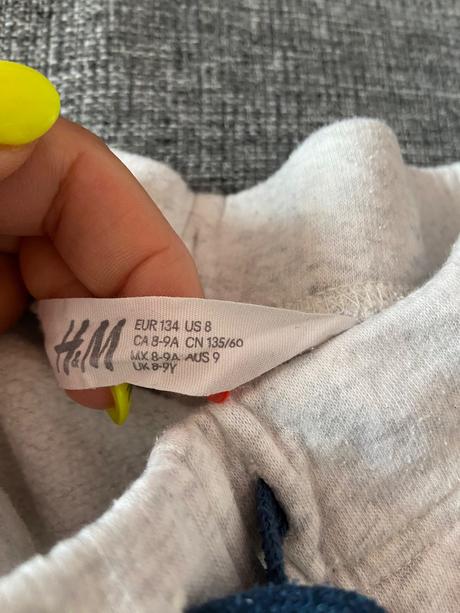 H&M
EUR 134 US 8
CA 8-9A CN 135/60
MX 8-9A AUS 9
UK 8-9Y